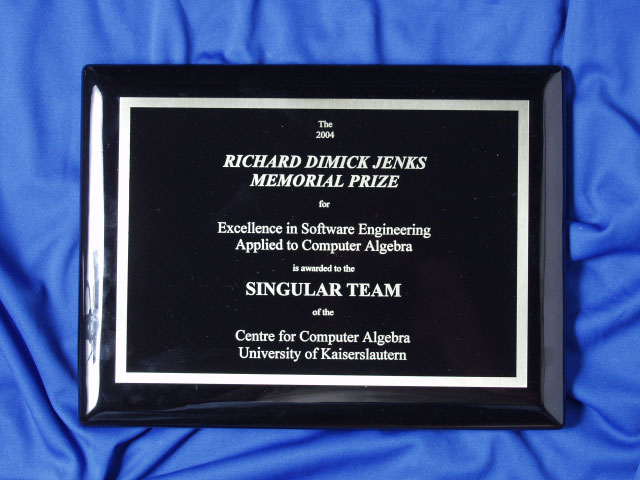 The
2004
RICHARD DIMICK JENKS
MEMORIAL PRIZE
for
Excellence in Software Engineering
Applied to Computer Algebra
is awarded to the
SINGULAR TEAM
of the
Centre for Computer Algebra
University of Kaiserslautern